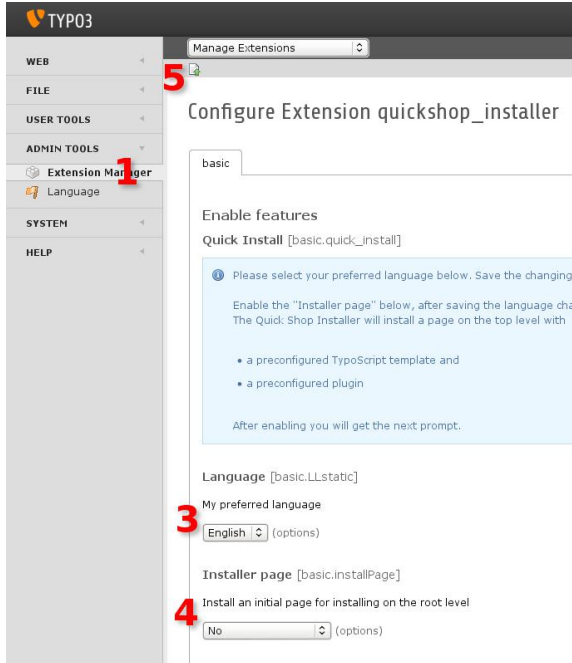 TYPO3
WEB
FILE
USER TOOLS
ADMIN TOOLS
1
Extension Manager
Language
SYSTEM
HELP
Manage Extensions
5
Configure Extension quickshop_installer
basic
Enable features
Quick Install [basic.quick_install]
Please select your preferred language below. Save the changing
Enable the "Installer page" below, after saving the language cha
The Quick Shop Installer will install a page on the top level with
• a preconfigured TypoScript template and
• a preconfigured plugin
After enabling you will get the next prompt.
Language [basic.LLstatic]
My preferred language
3
English (options)
Installer page [basic.installPage]
Install an initial page for installing on the root level
4
No (options)